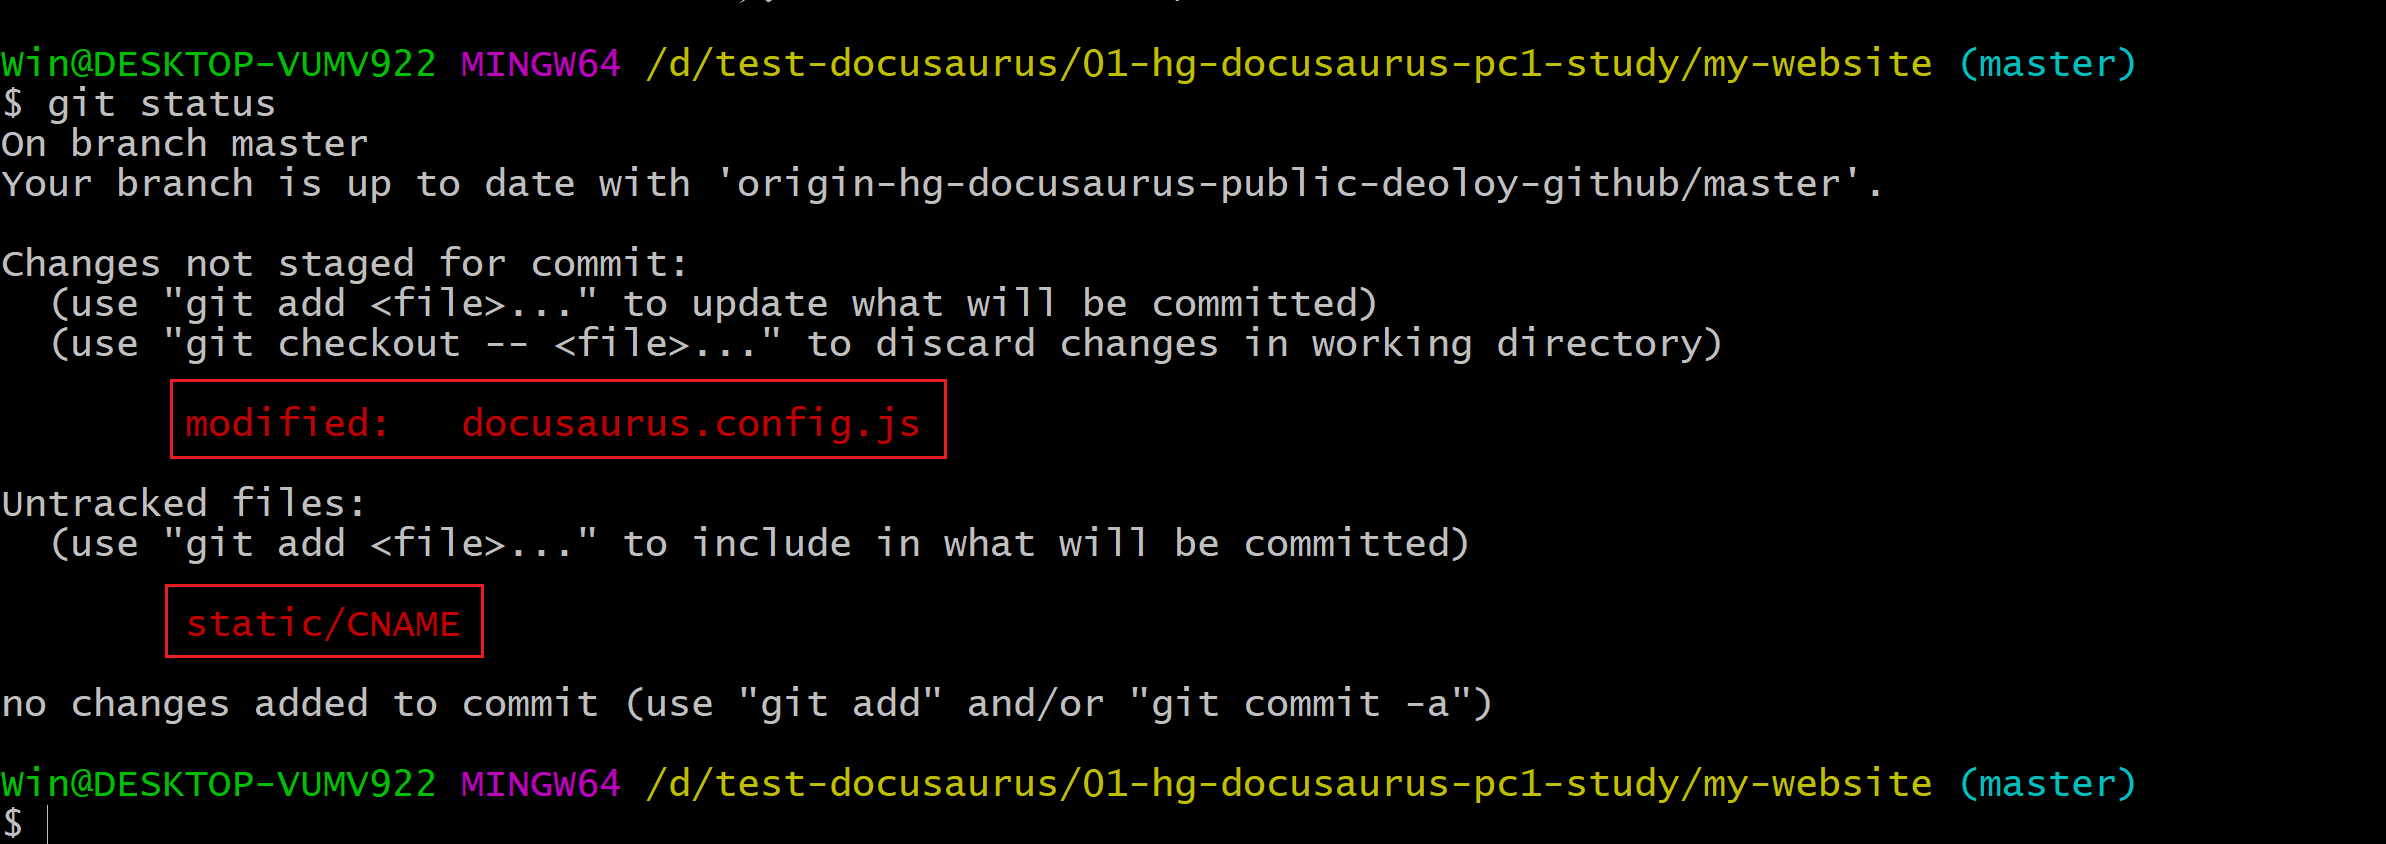 Win@DESKTOP-VUMV922 MINGW64 /d/test-docusaurus/01-hg-docusaurus-pc1-study/my-website (master)
$ git status
On branch master
Your branch is up to date with 'origin-hg-docusaurus-public-deoloy-github/master'.
Changes not staged for commit:
  (use "git add <file>..." to update what will be committed)
  (use "git checkout -- <file>..." to discard changes in working directory)
        modified:   docusaurus.config.js
Untracked files:
  (use "git add <file>..." to include in what will be committed)
        static/CNAME
no changes added to commit (use "git add" and/or "git commit -a")
Win@DESKTOP-VUMV922 MINGW64 /d/test-docusaurus/01-hg-docusaurus-pc1-study/my-website (master)
$